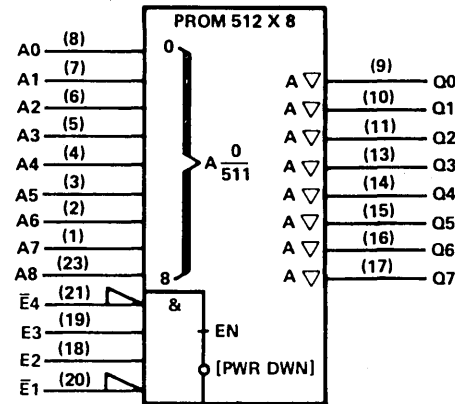 PROM 512 X 8
A0 (8) 0
A1 (7) A ▽ (9) Q0
A2 (6) A ▽ (10) Q1
A3 (5) A ▽ (11) Q2
A4 (4) A 0/511 A ▽ (13) Q3
A5 (3) A ▽ (14) Q4
A6 (2) A ▽ (15) Q5
A7 (1) A ▽ (16) Q6
A8 (23) 8 A ▽ (17) Q7
E̅4 (21) &
E3 (19) EN
E2 (18) [PWR DWN]
E̅1 (20)